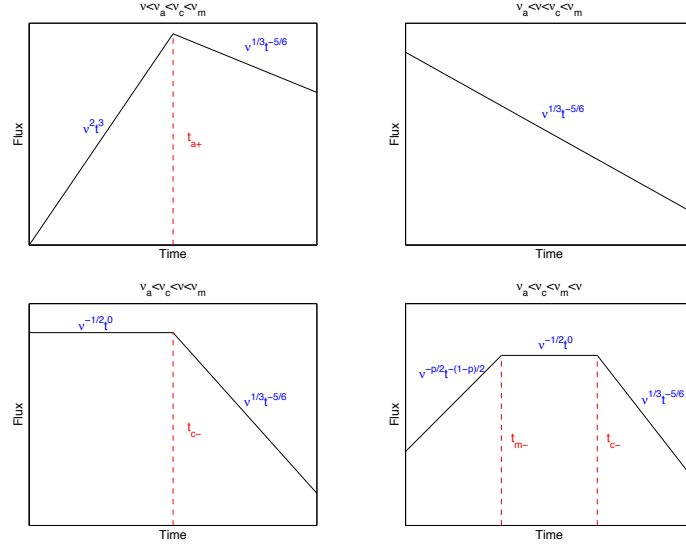 ν<ν_a<ν_c<ν_m
ν^2t^3
ν^{1/3}t^{-5/6}
t_{a+}
Flux
Time
ν_a<ν<ν_c<ν_m
ν^{1/3}t^{-5/6}
Flux
Time
ν_a<ν_c<ν<ν_m
ν^{-1/2}t^0
ν^{1/3}t^{-5/6}
t_{c-}
Flux
Time
ν_a<ν_c<ν_m<ν
ν^{-p/2}t^{-(1-p)/2}
ν^{-1/2}t^0
ν^{1/3}t^{-5/6}
t_{m-}
t_{c-}
Flux
Time